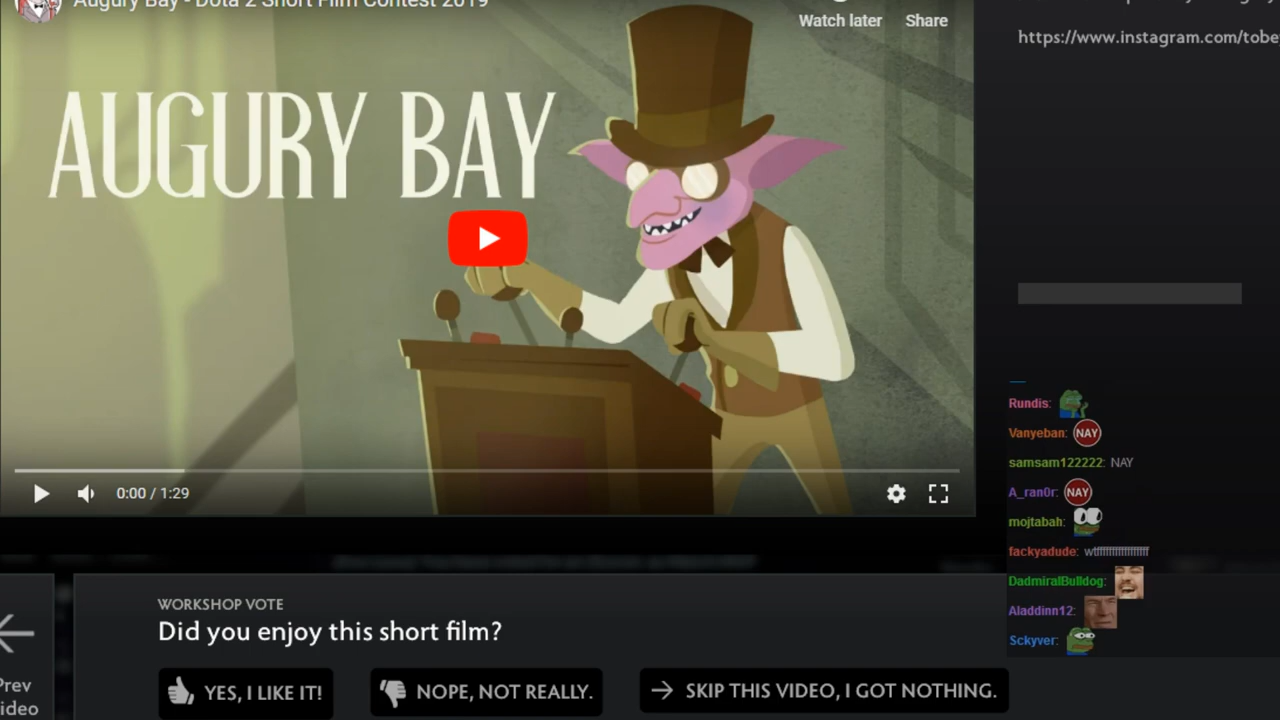 Augury Bay - Dota 2 Short Film Contest 2019
Watch later
Share
https://www.instagram.com/tobe
AUGURY BAY
0:00 / 1:29
Rundis:
Vanyeban: NAY
samsam122222: NAY
A_ran0r: NAY
mojtabah:
fackyadude:
DadmiralBulldog:
Aladdinn12:
Sckyver:
WORKSHOP VOTE
Did you enjoy this short film?
Prev
ideo
YES, I LIKE IT!
NOPE, NOT REALLY.
SKIP THIS VIDEO, I GOT NOTHING.